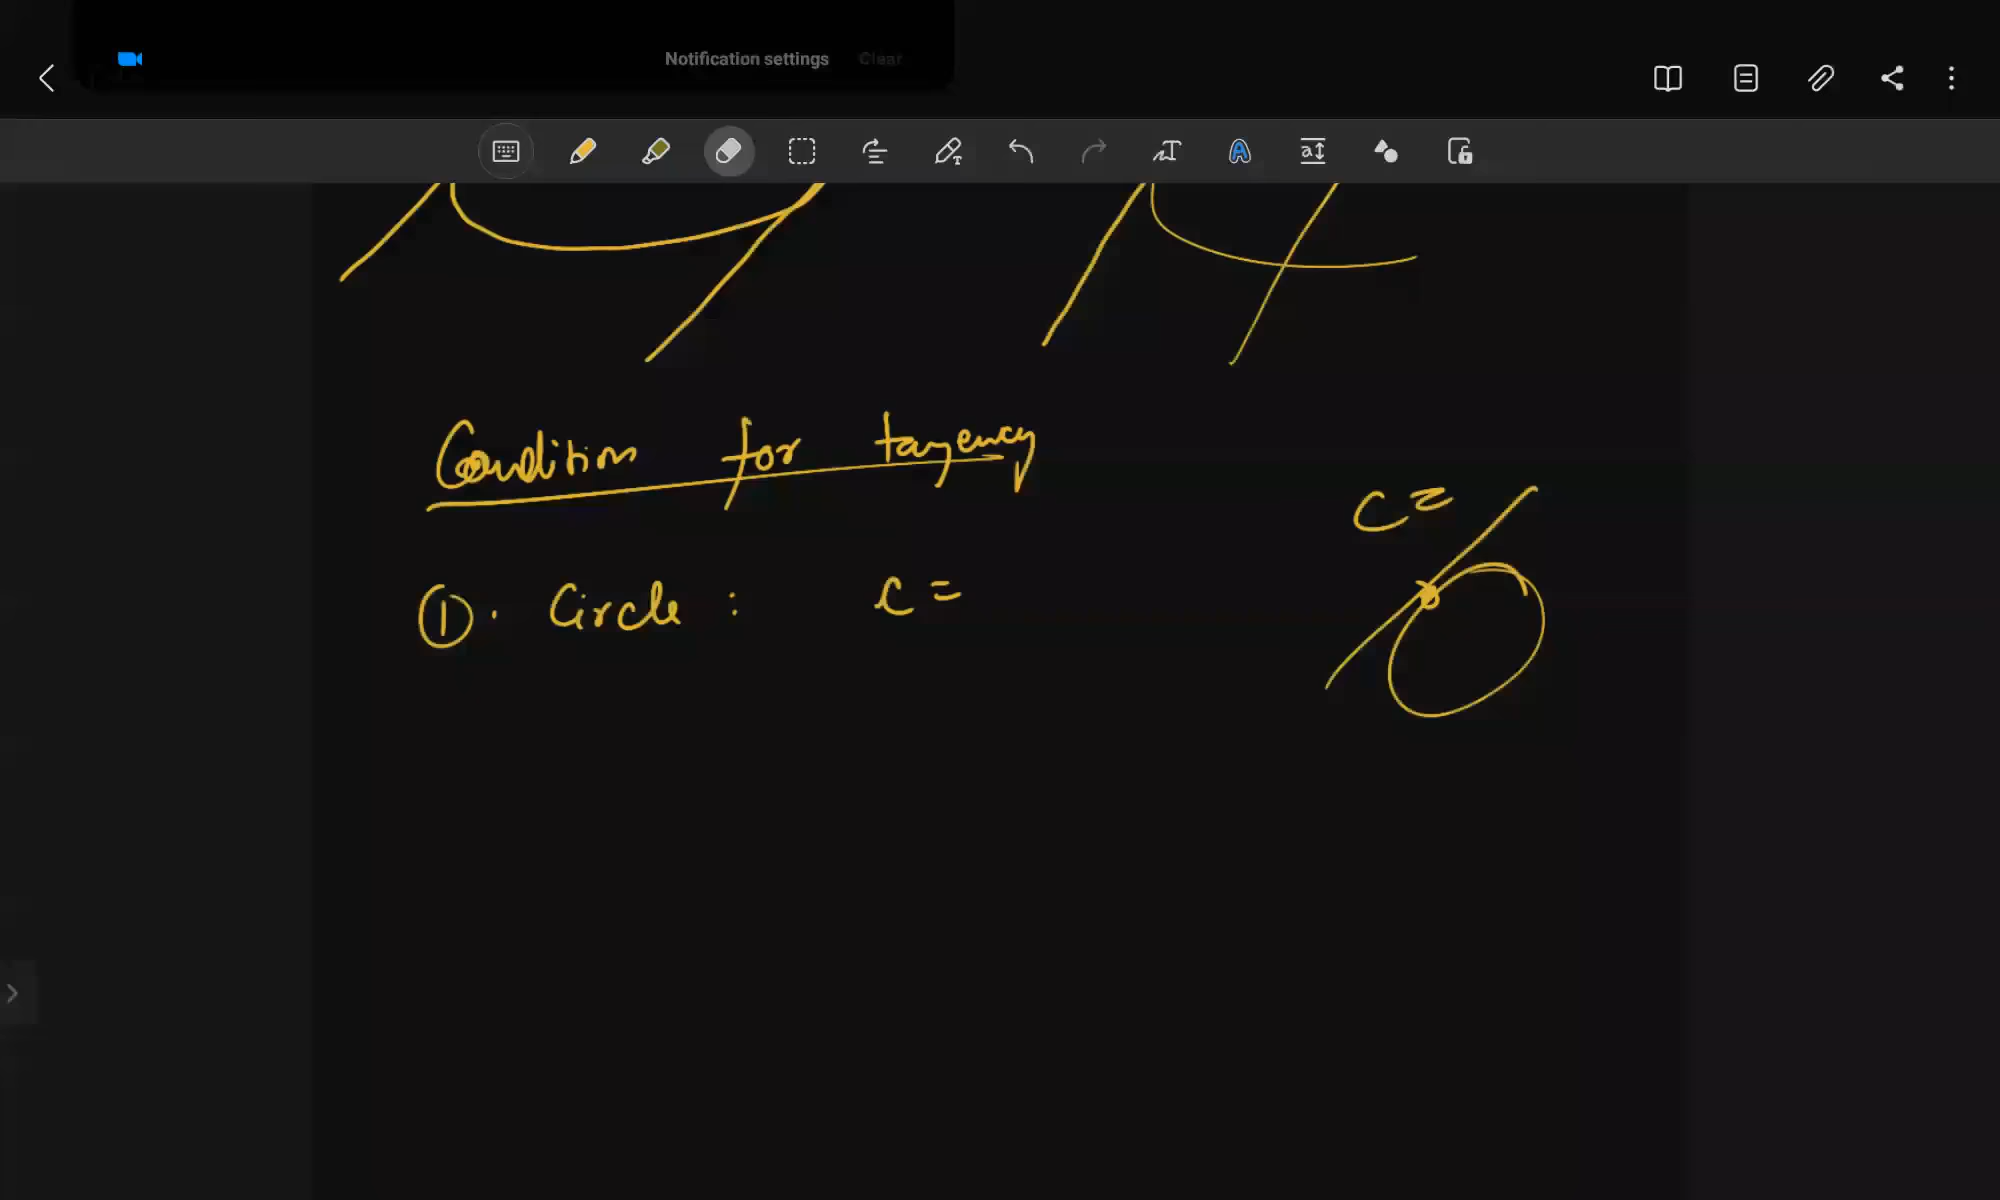 Notification settings Clear
Condition for tangency
C =
①. Circle : c =